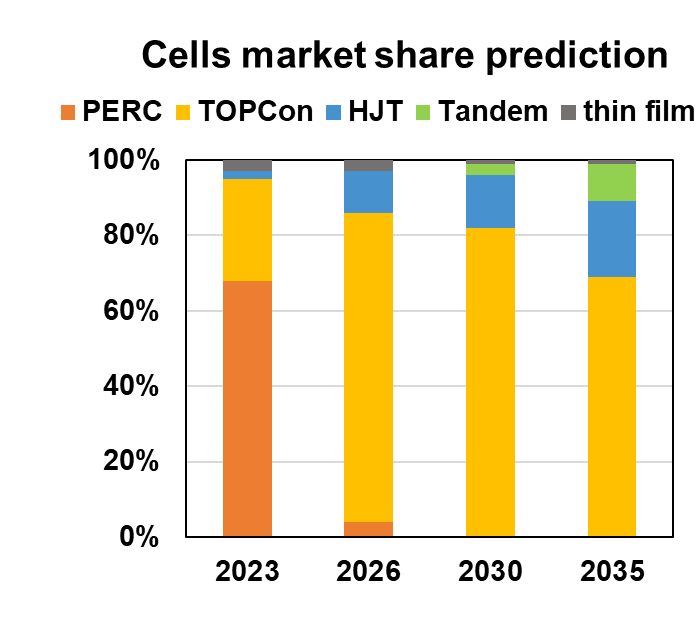 Cells market share prediction
PERC TOPCon HJT Tandem thin film
100%
80%
60%
40%
20%
0%
2023 2026 2030 2035